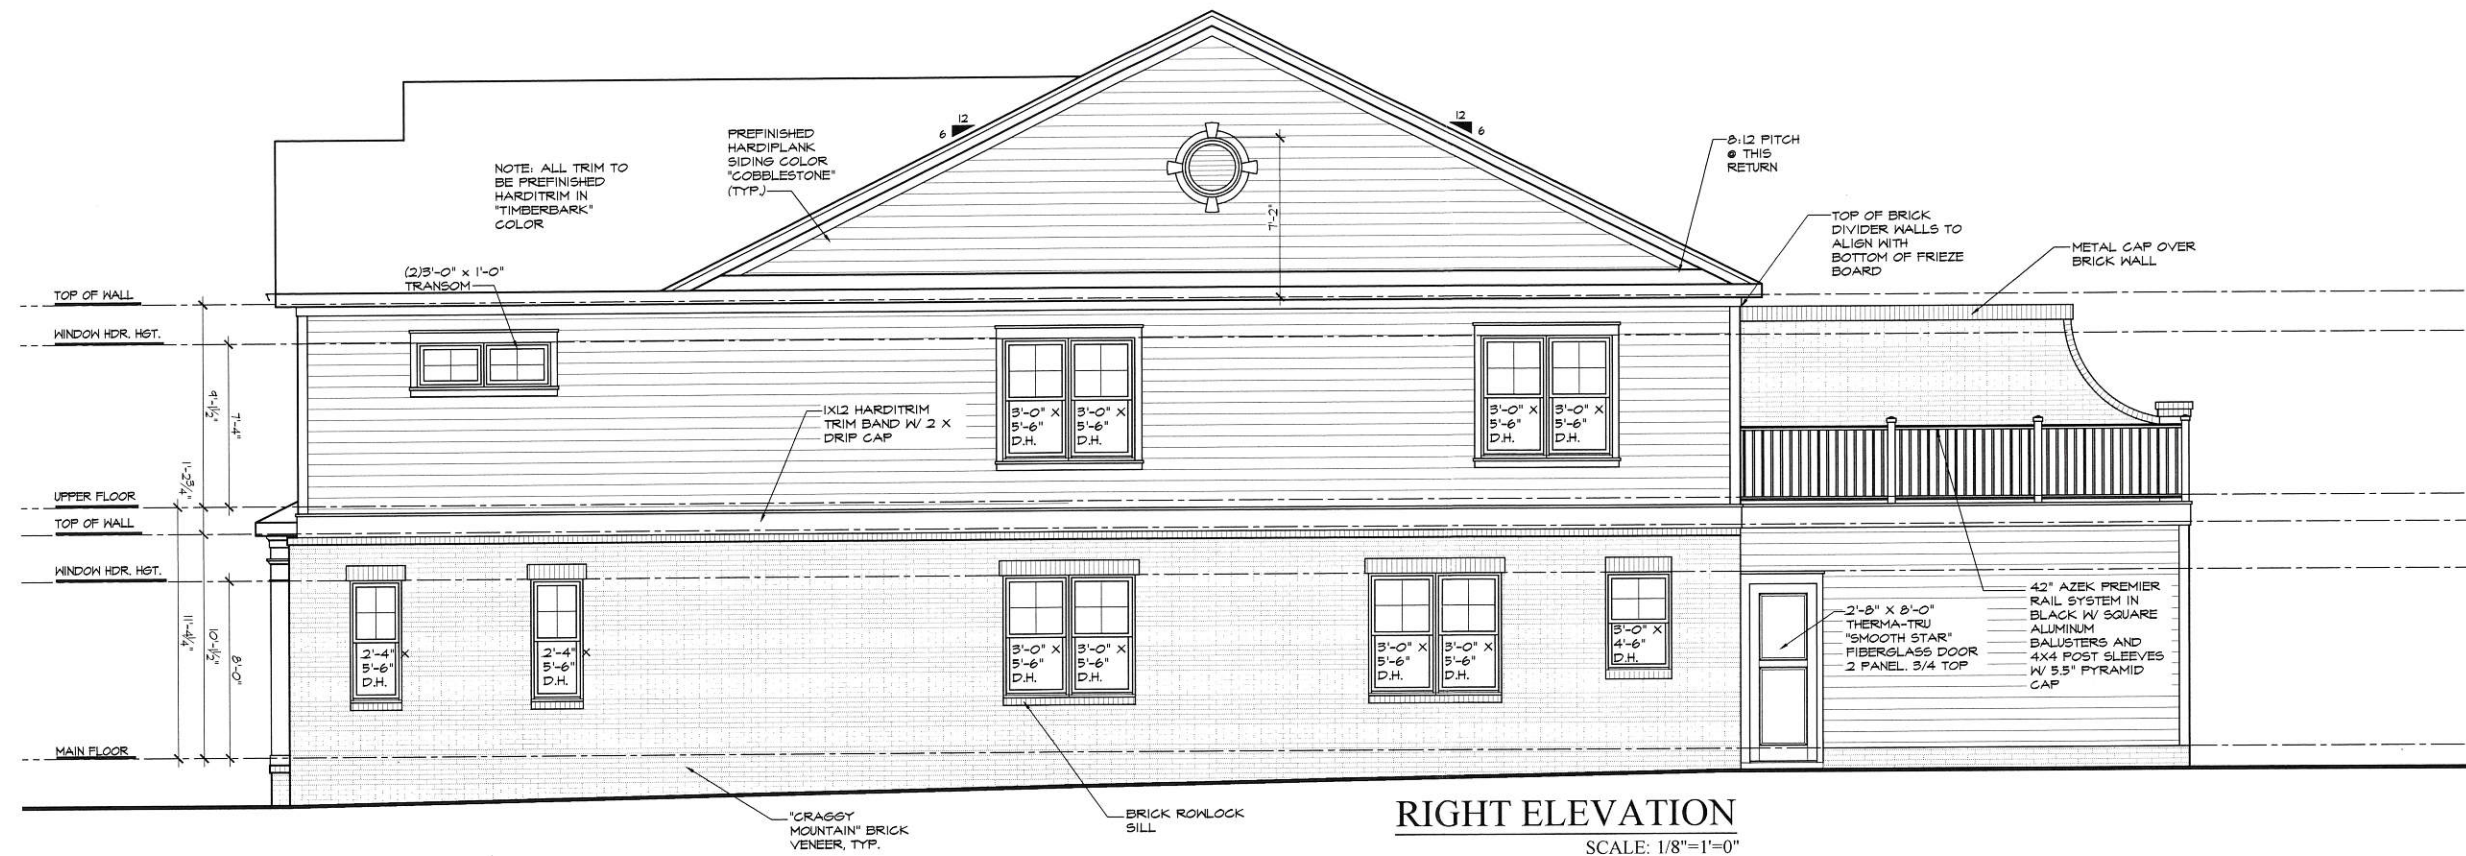 12
6
12
6
PREFINISHED
HARDIPLANK
SIDING COLOR
"COBBLESTONE"
(TYP.)
8:12 PITCH
@ THIS
RETURN
NOTE: ALL TRIM TO
BE PREFINISHED
HARDITRIM IN
"TIMBERBARK"
COLOR
7'-2"
TOP OF BRICK
DIVIDER WALLS TO
ALIGN WITH
BOTTOM OF FRIEZE
BOARD
METAL CAP OVER
BRICK WALL
(2)3'-0" x 1'-0"
TRANSOM
TOP OF WALL
WINDOW HDR. HGT.
9'-1½"
7'-4"
1X12 HARDITRIM
TRIM BAND W/ 2 X
DRIP CAP
3'-0" X
5'-6"
D.H.
3'-0" X
5'-6"
D.H.
3'-0" X
5'-6"
D.H.
3'-0" X
5'-6"
D.H.
1'-2¾"
UPPER FLOOR
TOP OF WALL
WINDOW HDR. HGT.
11'-4¼"
10'-1½"
8'-0"
2'-4" X
5'-6"
D.H.
2'-4" X
5'-6"
D.H.
3'-0" X
5'-6"
D.H.
3'-0" X
5'-6"
D.H.
3'-0" X
5'-6"
D.H.
3'-0" X
5'-6"
D.H.
3'-0" X
4'-6"
D.H.
2'-8" X 8'-0"
THERMA-TRU
"SMOOTH STAR"
FIBERGLASS DOOR
2 PANEL. 3/4 TOP
42" AZEK PREMIER
RAIL SYSTEM IN
BLACK W/ SQUARE
ALUMINUM
BALUSTERS AND
4X4 POST SLEEVES
W/ 5.5" PYRAMID
CAP
MAIN FLOOR
"CRAGGY
MOUNTAIN" BRICK
VENEER, TYP.
BRICK ROWLOCK
SILL
RIGHT ELEVATION
SCALE: 1/8"=1'=0"